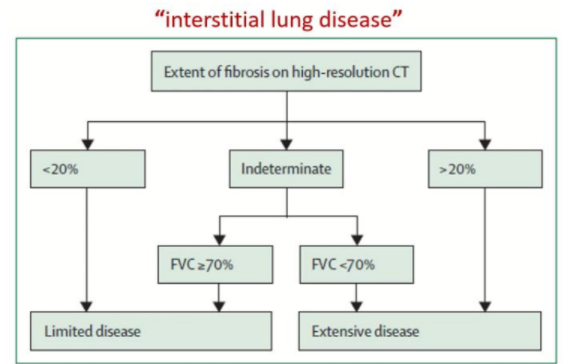 “interstitial lung disease”
Extent of fibrosis on high-resolution CT
<20%
Indeterminate
>20%
FVC ≥70%
FVC <70%
Limited disease
Extensive disease